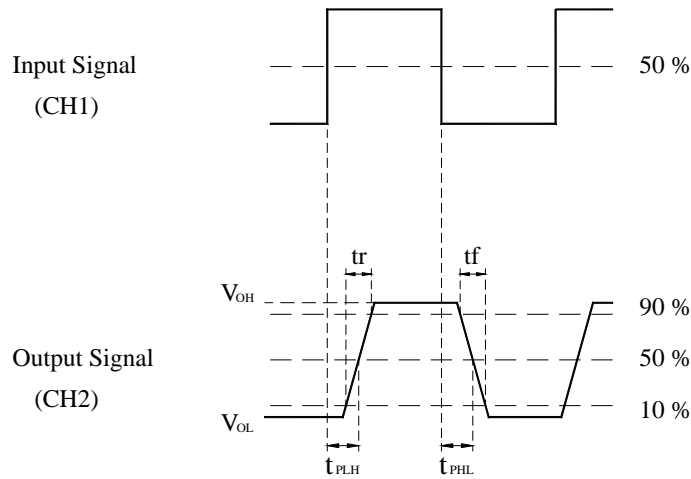 Input Signal
(CH1)
50 %
tr
tf
VOH
90 %
Output Signal
(CH2)
50 %
10 %
VOL
tPLH
tPHL